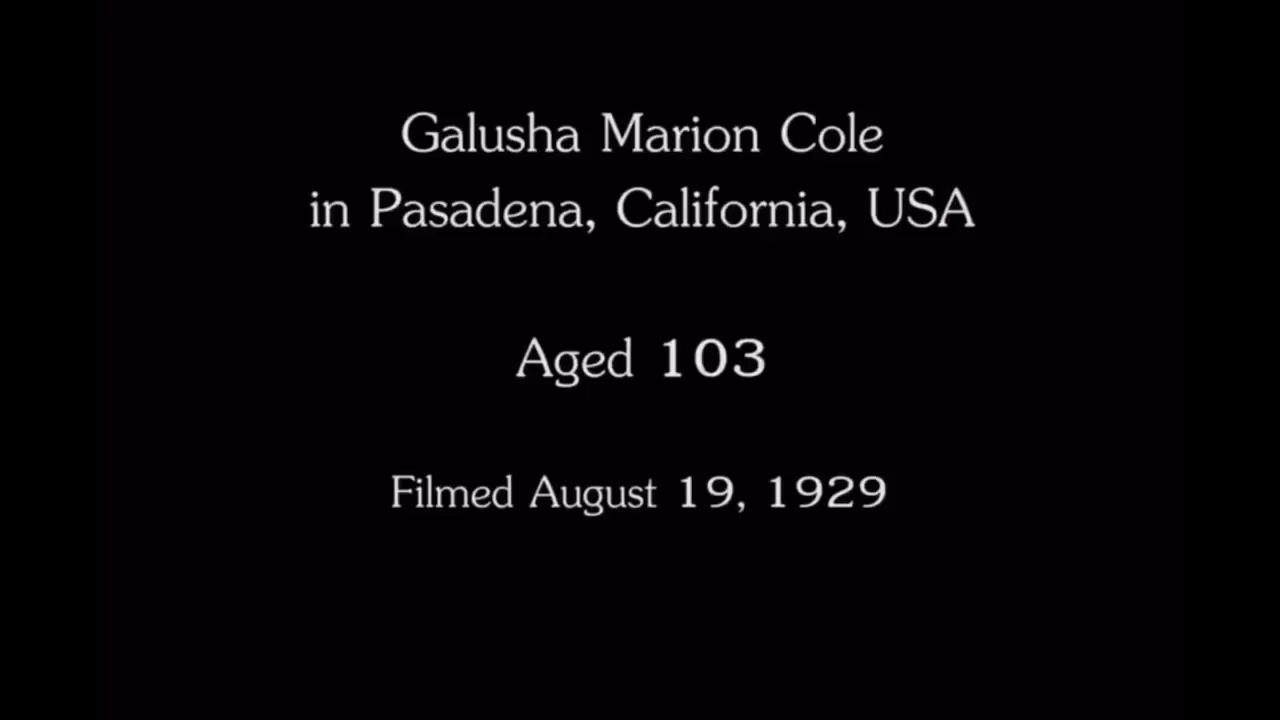 Galusha Marion Cole
in Pasadena, California, USA
Aged 103
Filmed August 19, 1929